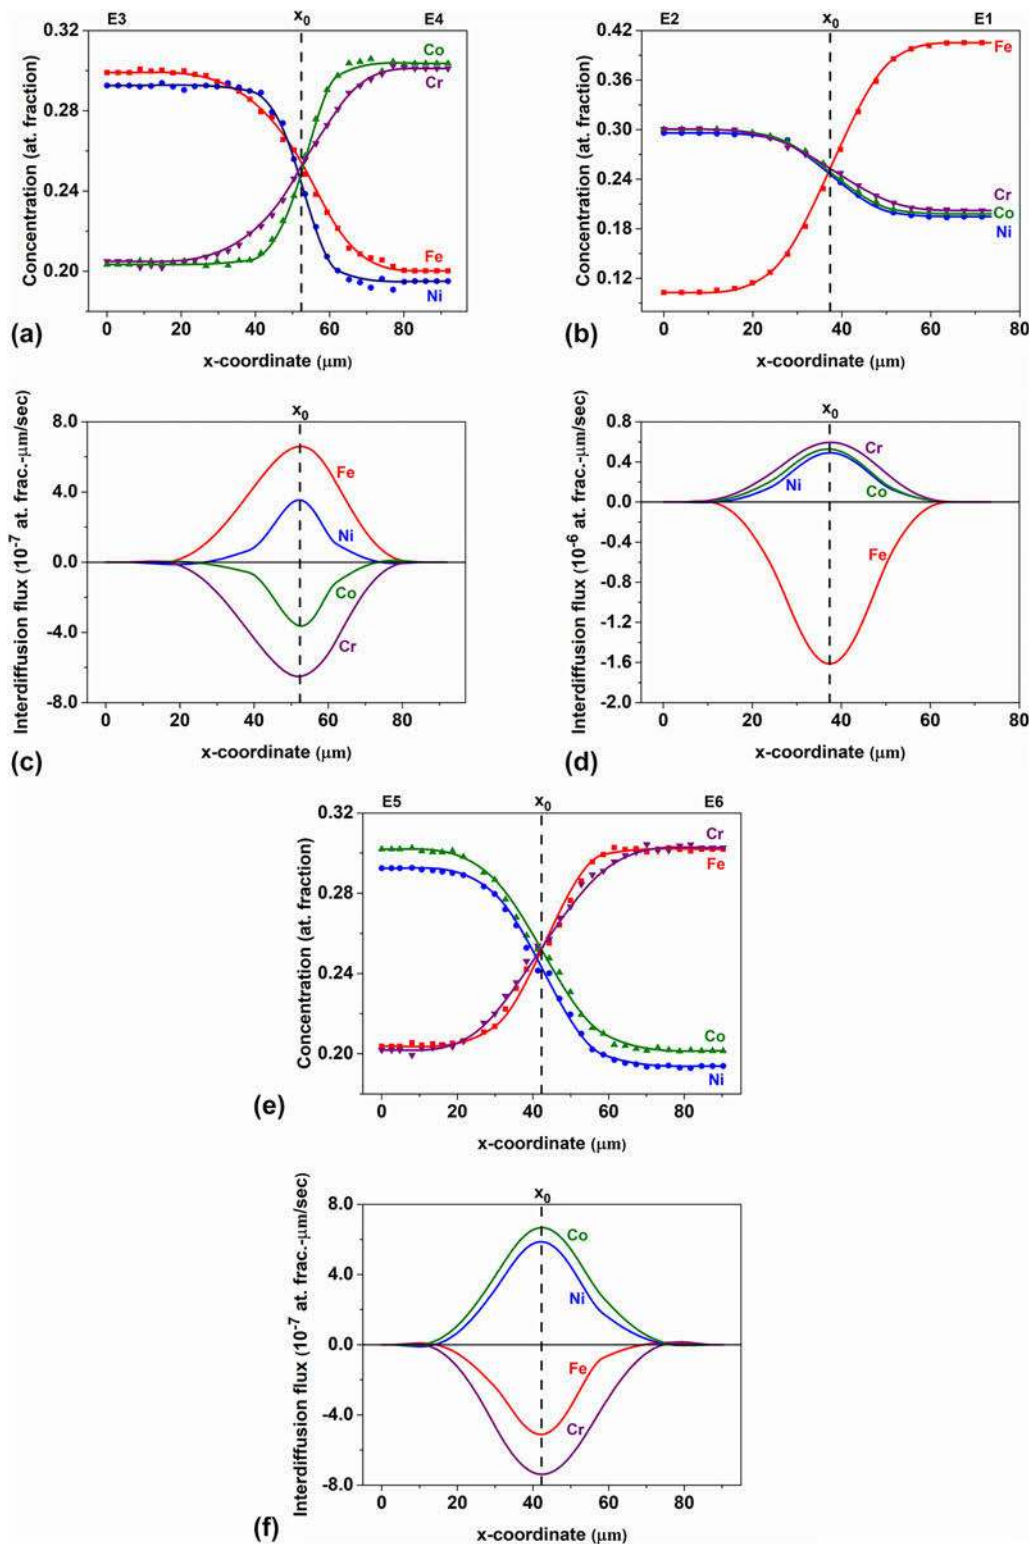 E3 x0 E4
0.32
0.28
0.24
0.20
Concentration (at. fraction)
Co
Cr
Fe
Ni
0 20 40 60 80 100
x-coordinate (μm)
(a)
E2 x0 E1
0.42
0.36
0.30
0.24
0.18
0.12
Concentration (at. fraction)
Fe
Cr
Co
Ni
0 20 40 60 80
x-coordinate (μm)
(b)
x0
8.0
4.0
0.0
-4.0
-8.0
Interdiffusion flux (10-7 at. frac.-μm/sec)
Fe
Ni
Co
Cr
0 20 40 60 80
x-coordinate (μm)
(c)
x0
0.8
0.4
0.0
-0.4
-0.8
-1.2
-1.6
-2.0
Interdiffusion flux (10-6 at. frac.-μm/sec)
Cr
Ni
Co
Fe
0 20 40 60 80
x-coordinate (μm)
(d)
E5 x0 E6
0.32
0.28
0.24
0.20
Concentration (at. fraction)
Cr
Fe
Co
Ni
0 20 40 60 80
x-coordinate (μm)
(e)
x0
8.0
4.0
0.0
-4.0
-8.0
Interdiffusion flux (10-7 at. frac.-μm/sec)
Co
Ni
Fe
Cr
0 20 40 60 80
x-coordinate (μm)
(f)